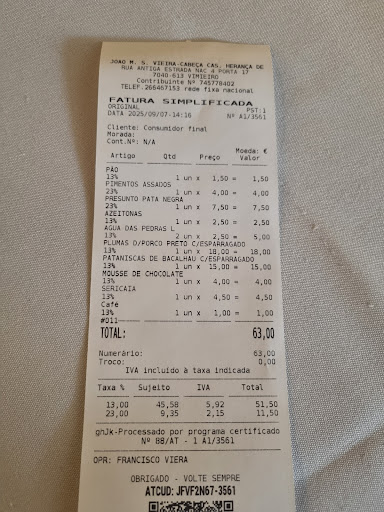 JOAO M. S. VIEIRA-CABEÇA CAS. HERANÇA DE
RUA ANTIGA ESTRADA NAC 4 PORTA 17
7040-613 VIMIEIRO
Contribuinte Nº 745778402
TELEF.266467153 rede fixa nacional
FATURA SIMPLIFICADA
ORIGINAL PST:1
DATA 2025/09/07-14:16 Nº A1/3561
Cliente: Consumidor final
Morada:
Cont.Nº: N/A
Moeda: €
Artigo Qtd Preço Valor
PÃO
13% 1 un x 1,50 = 1,50
PIMENTOS ASSADOS
23% 1 un x 4,00 = 4,00
PRESUNTO PATA NEGRA
23% 1 un x 7,50 = 7,50
AZEITONAS
13% 1 un x 2,50 = 2,50
AGUA DAS PEDRAS L
13% 2 un x 2,50 = 5,00
PLUMAS D/PORCO PRETO C/ESPARRAGADO
13% 1 un x 18,00 = 18,00
PATANISCAS DE BACALHAU C/ESPARRAGADO
13% 1 un x 15,00 = 15,00
MOUSSE DE CHOCOLATE
13% 1 un x 4,00 = 4,00
SERICAIA
13% 1 un x 4,50 = 4,50
Café
13% 1 un x 1,00 = 1,00
#011
TOTAL: 63,00
Numerário: 63,00
Troco: 0,00
IVA incluído à taxa indicada
Taxa % Sujeito IVA Total
13,00 45,58 5,92 51,50
23,00 9,35 2,15 11,50
gnJk-Processado por programa certificado
Nº 88/AT - 1 A1/3561
OPR: FRANCISCO VIERA
OBRIGADO - VOLTE SEMPRE
ATCUD: JFVF2N67-3561